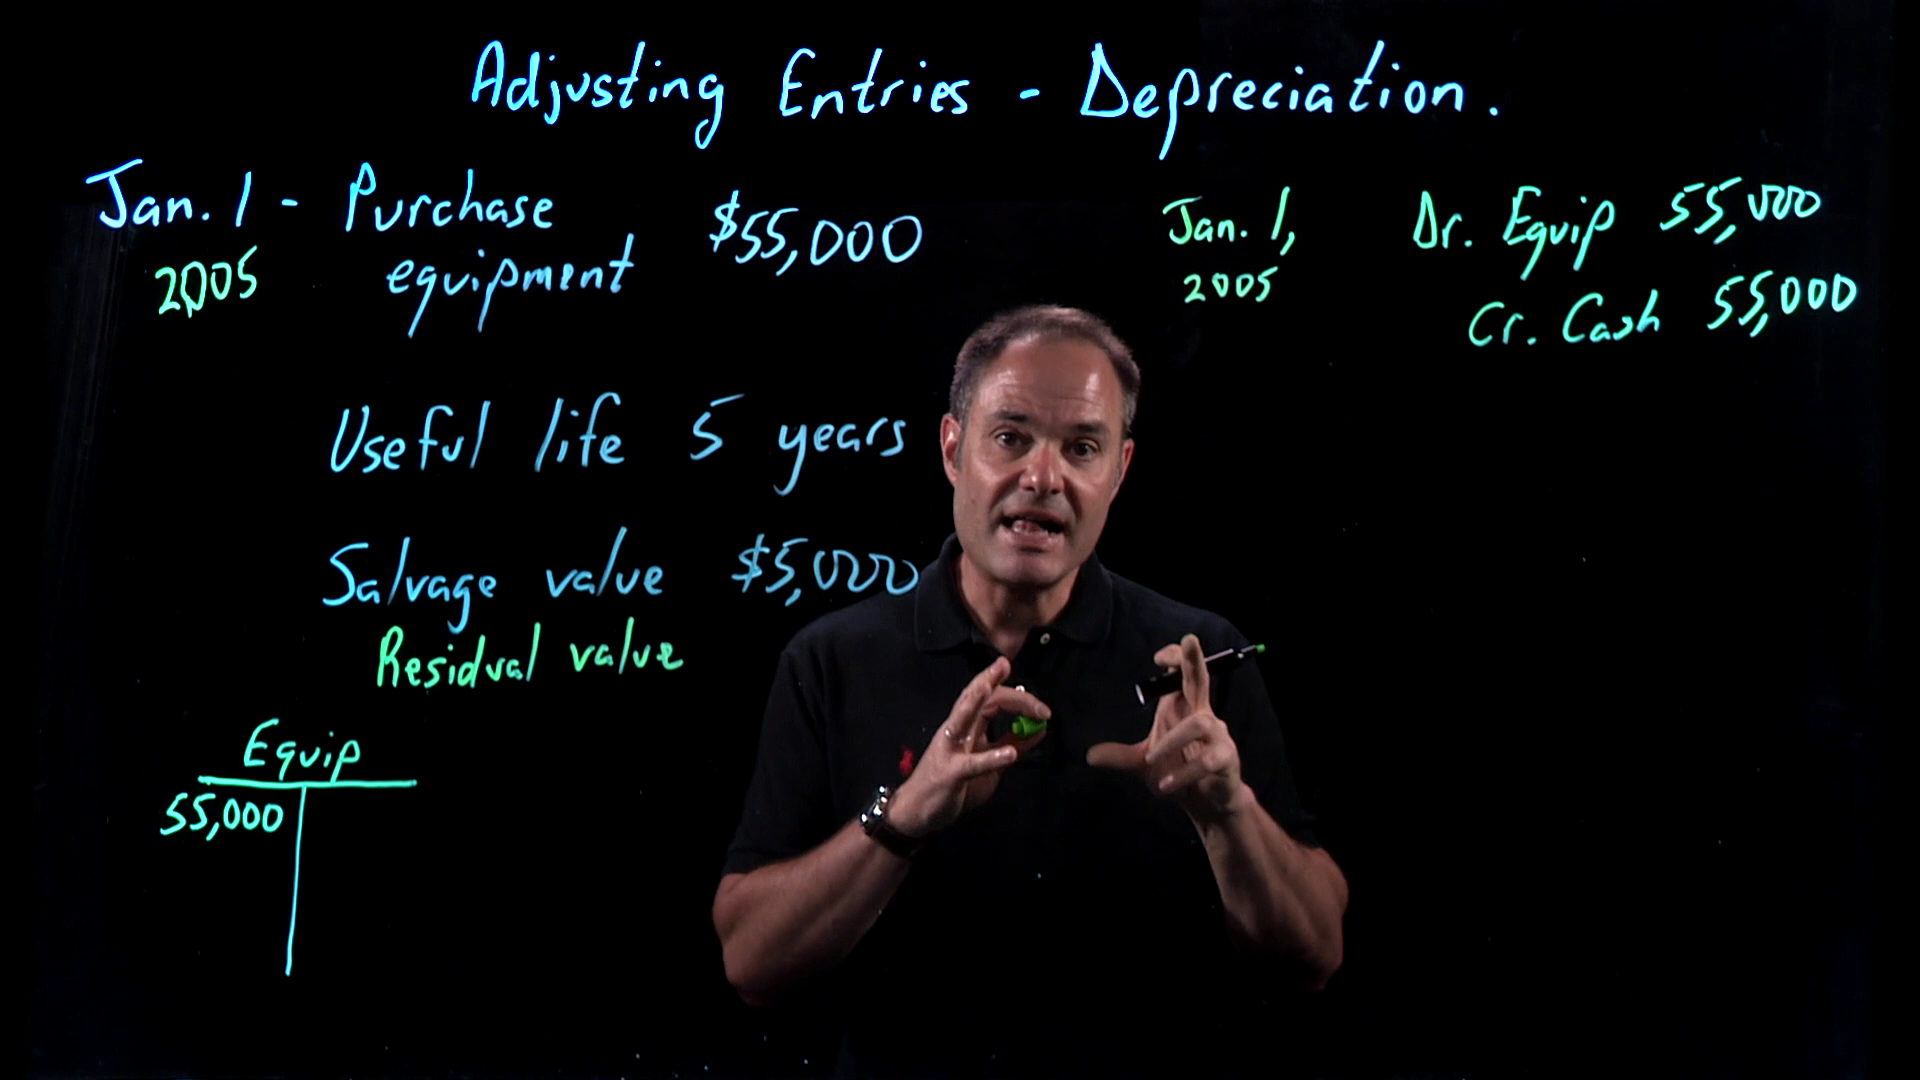 Adjusting Entries - Depreciation.
Jan. 1 - Purchase
2005 equipment $55,000
Useful life 5 years
Salvage value $5,000
Residual value
Equip
55,000
Jan. 1, Dr. Equip 55,000
2005 Cr. Cash 55,000